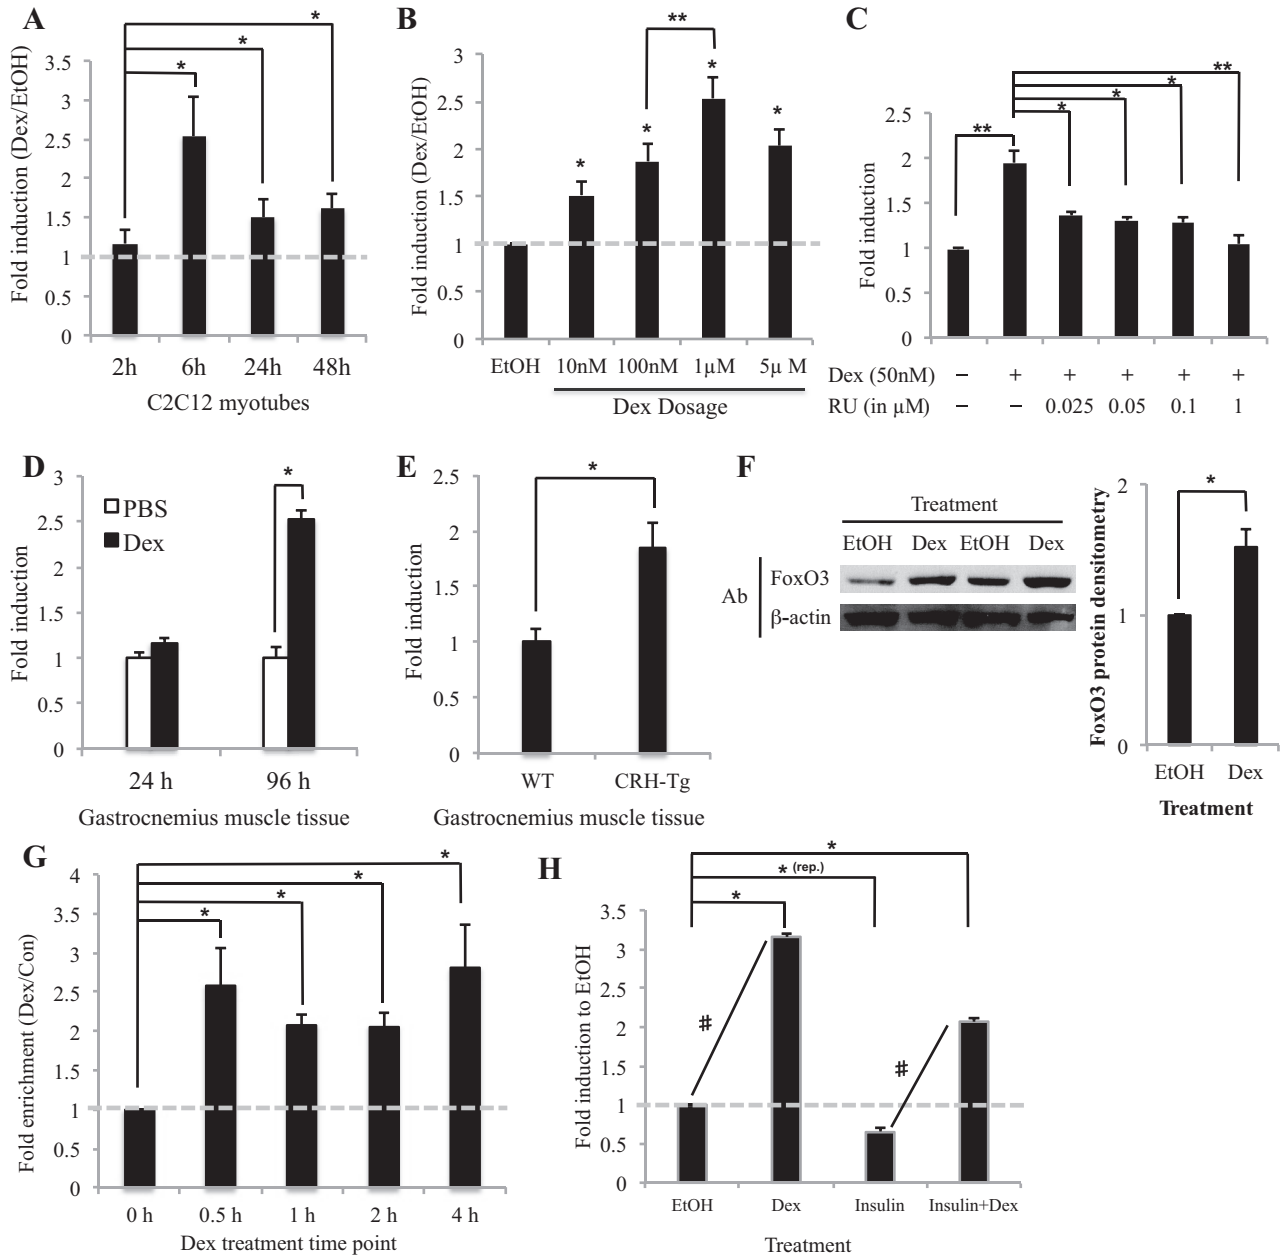 A
*
*
*
3.5
3
2.5
2
1.5
1
0.5
0
Fold induction (Dex/EtOH)
2h 6h 24h 48h
C2C12 myotubes
B
**
*
*
*
*
3
2.5
2
1.5
1
0.5
0
Fold induction (Dex/EtOH)
EtOH 10nM 100nM 1µM 5µ M
Dex Dosage
C
**
*
*
*
**
2.5
2
1.5
1
0.5
0
Fold induction
Dex (50nM) – + + + + +
RU (in µM) – – 0.025 0.05 0.1 1
D
*
PBS
Dex
3
2.5
2
1.5
1
0.5
0
Fold induction
24 h 96 h
Gastrocnemius muscle tissue
E
*
2.5
2
1.5
1
0.5
0
Fold induction
WT CRH-Tg
Gastrocnemius muscle tissue
F
Treatment
EtOH Dex EtOH Dex
Ab
FoxO3
β-actin
*
2
1
0
FoxO3 protein densitometry
EtOH Dex
Treatment
G
*
*
*
*
4
3.5
3
2.5
2
1.5
1
0.5
0
Fold enrichment (Dex/Con)
0 h 0.5 h 1 h 2 h 4 h
Dex treatment time point
H
*
* (rep.)
*
3.5
3
2.5
2
1.5
1
0.5
0
Fold induction to EtOH
#
#
EtOH Dex Insulin Insulin+Dex
Treatment